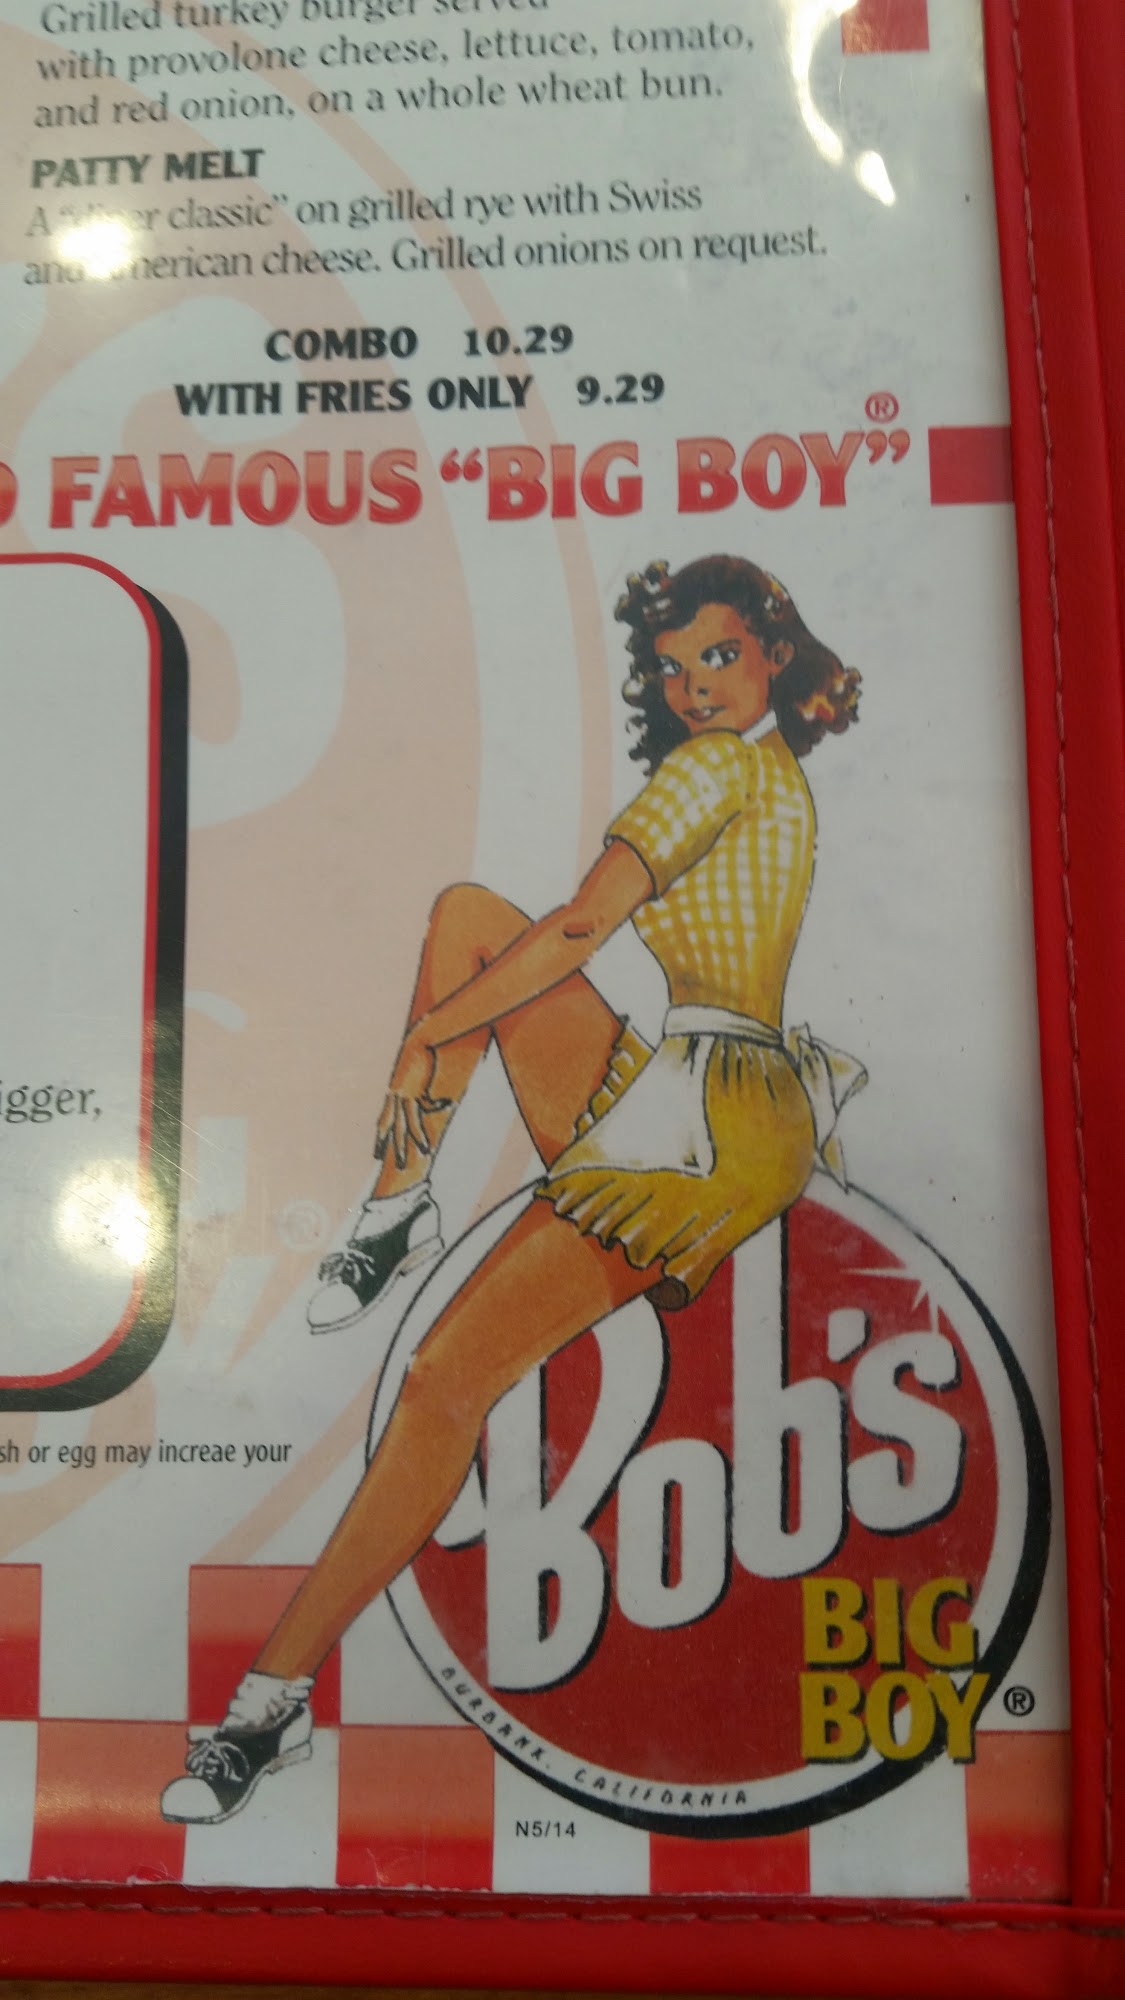 Grilled turkey burger served
with provolone cheese, lettuce, tomato,
and red onion, on a whole wheat bun.
PATTY MELT
A classic" on grilled rye with Swiss
cheese. Grilled onions on request.
COMBO 10.29
WITH FRIES ONLY 9.29
FAMOUS "BIG BOY®"
igger,
sh or egg may increae your
Bob's
BIG
BOY®
BURBANK, CALIFORNIA
N5/14